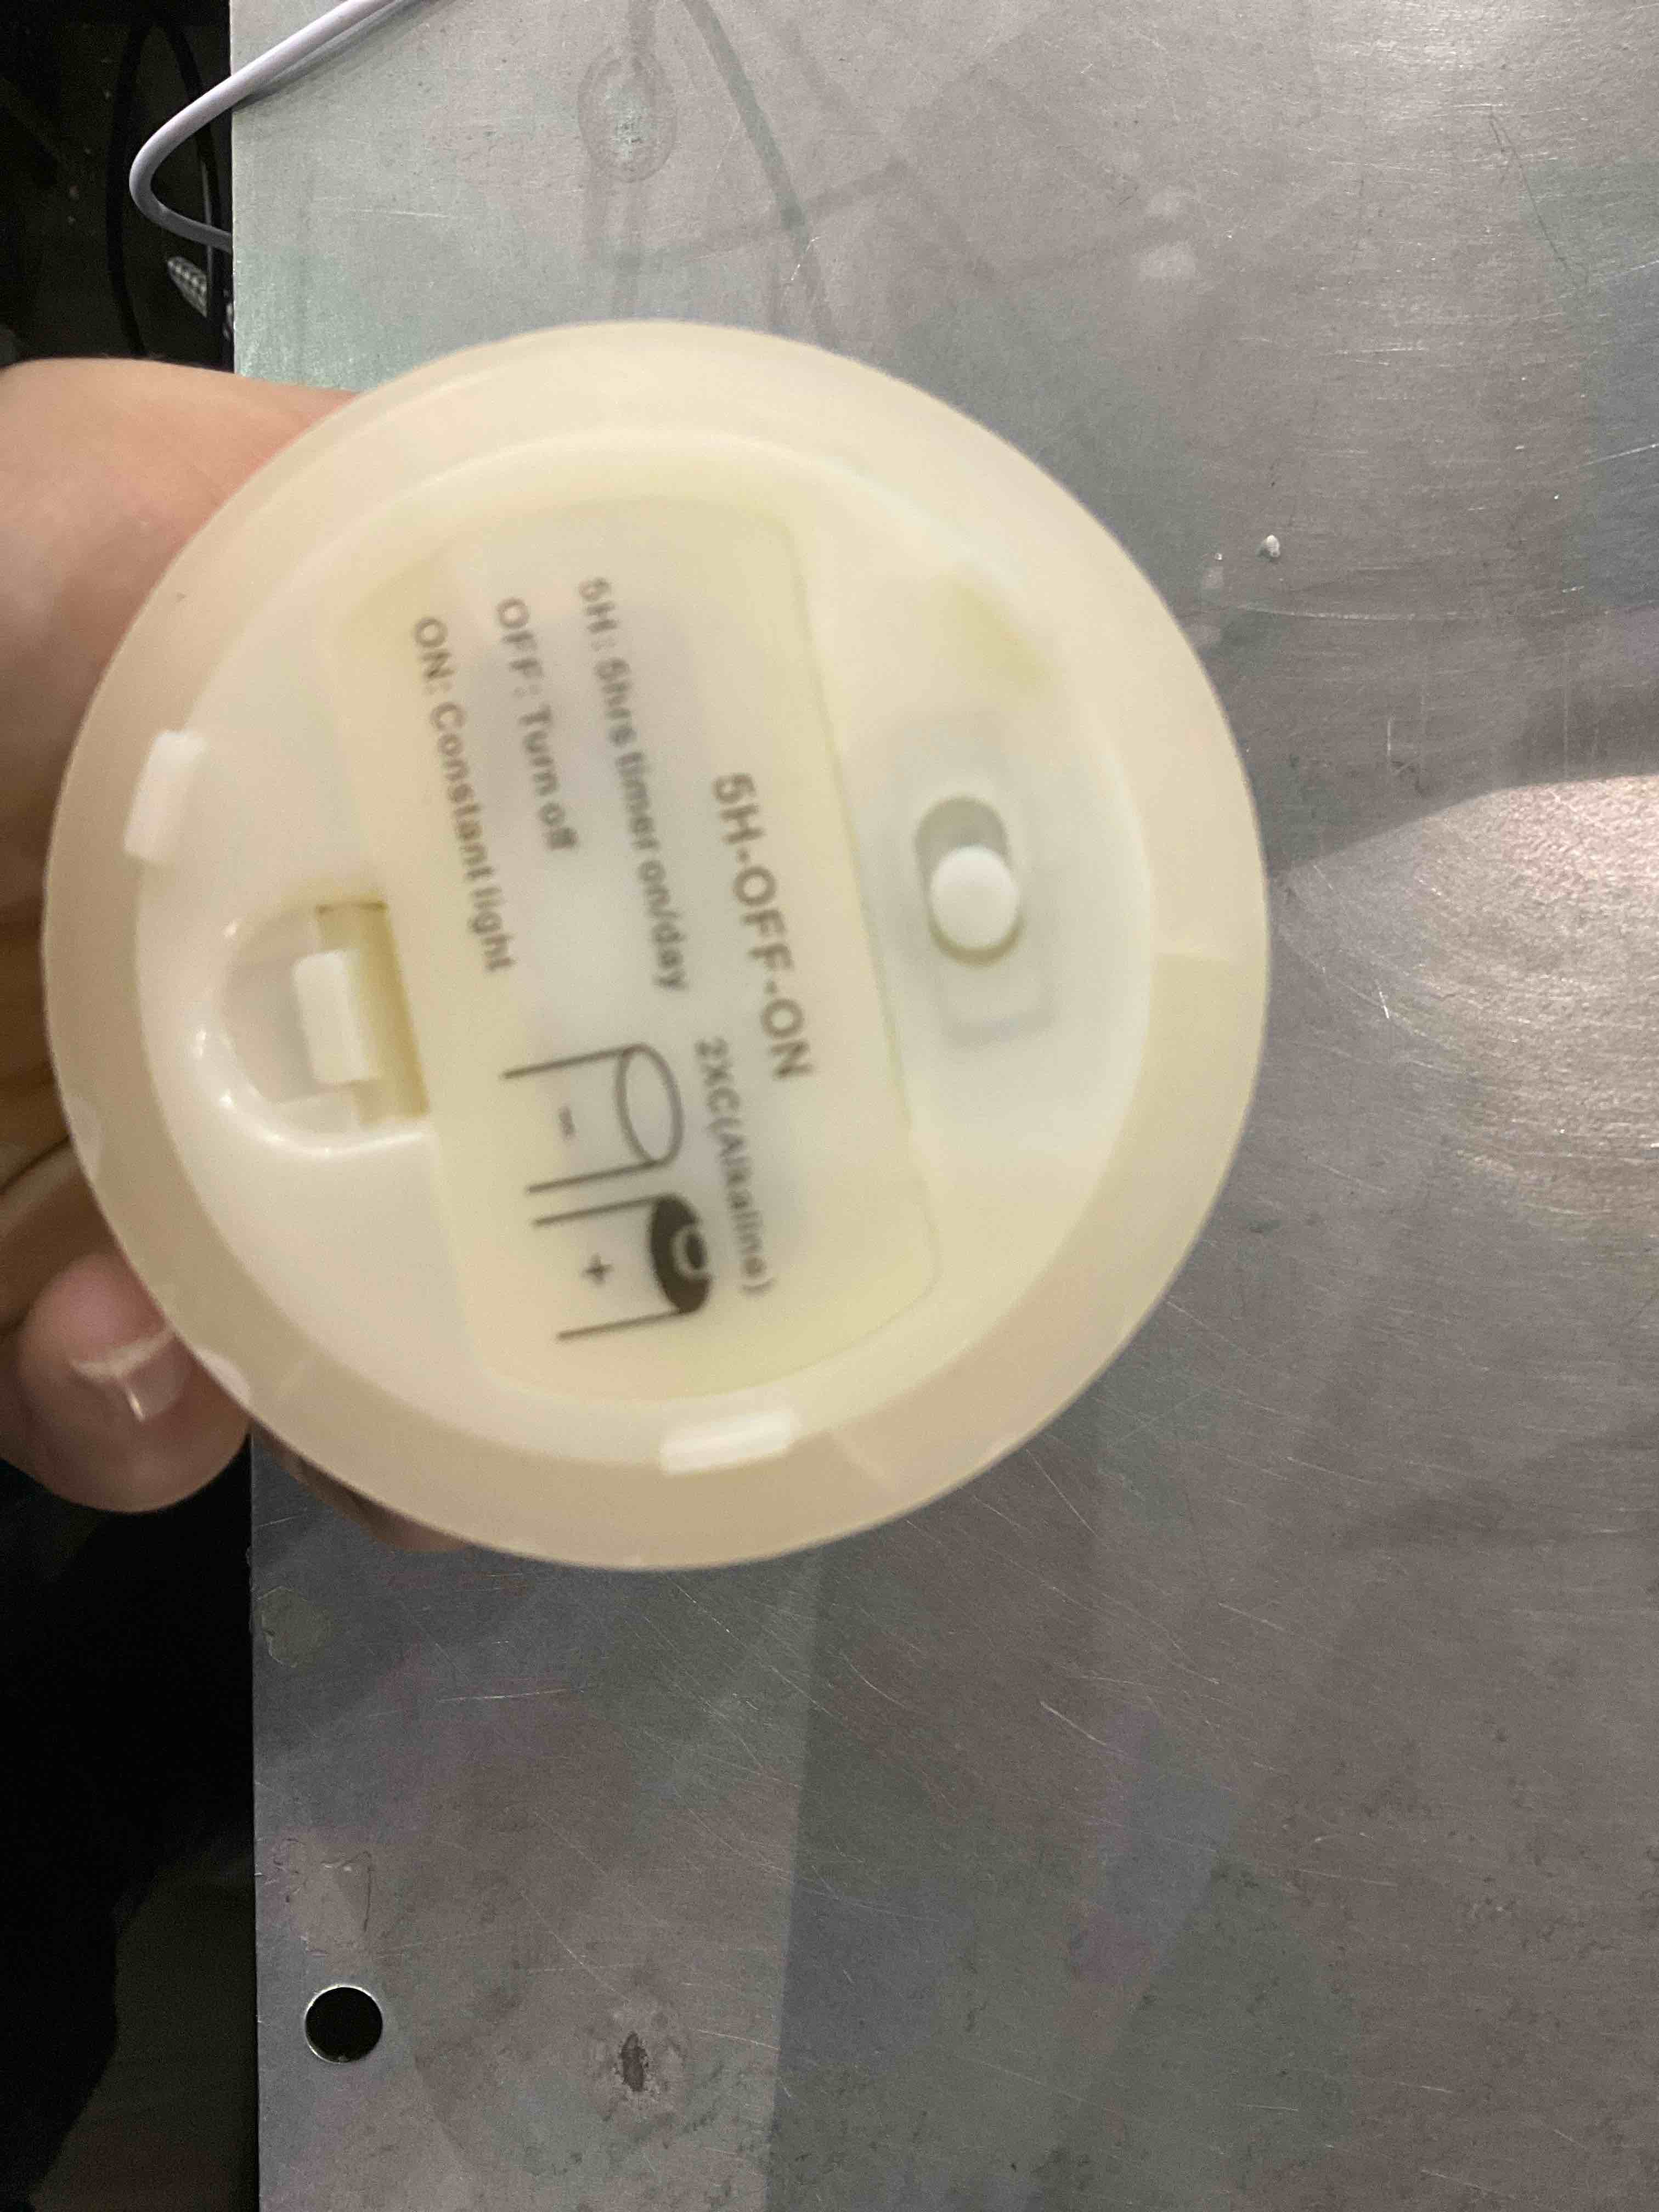 5H-OFF-ON
5H: 5hrs timer on/day
OFF: Turn off
ON: Constant light
2XC(Alkaline)
- +